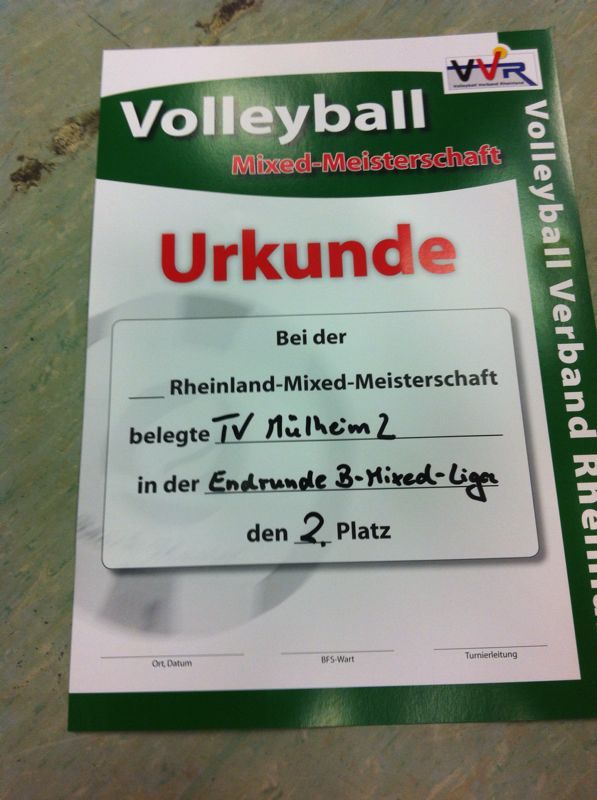 VVR
Volleyball Verband Rheinland
Volleyball
Mixed-Meisterschaft
Urkunde
Bei der
___ Rheinland-Mixed-Meisterschaft
belegte TV Mülheim 2
in der Endrunde B-Mixed-Liga
den 2. Platz
Ort, Datum
BFS-Wart
Turnierleitung
Volleyball Verband Rheinla